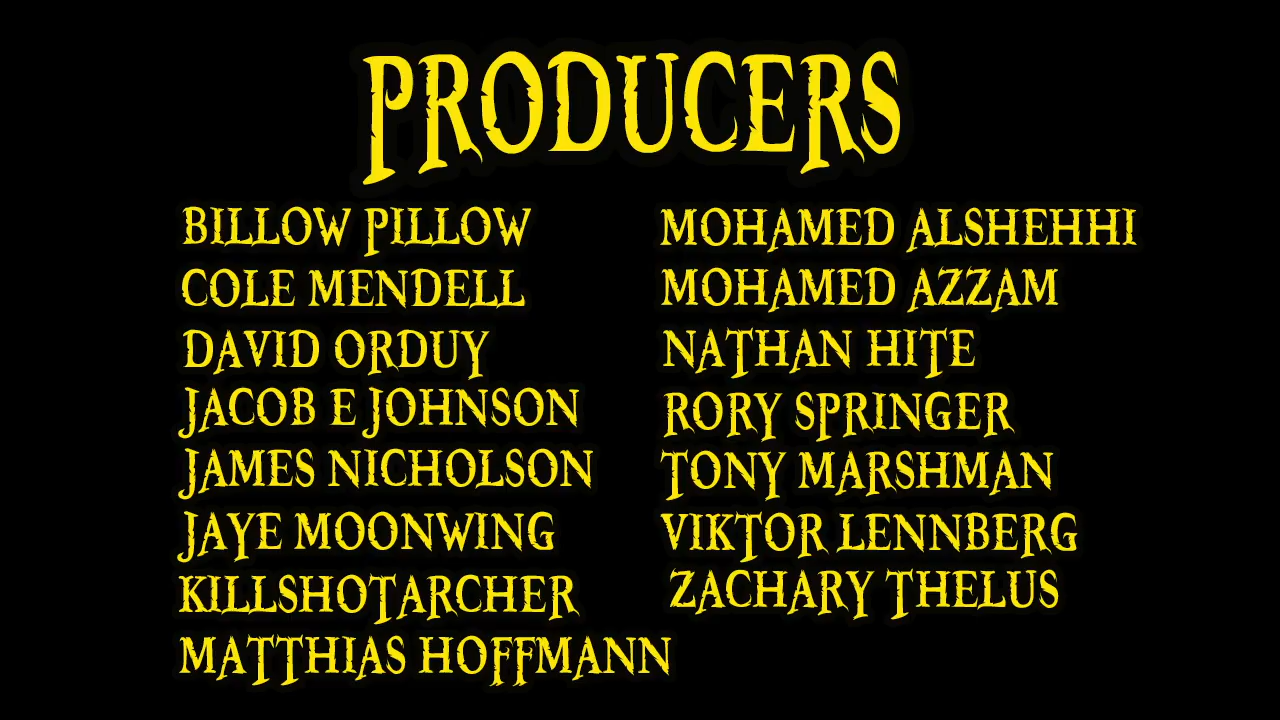 PRODUCERS
BILLOW PILLOW
COLE MENDELL
DAVID ORDUY
JACOB E JOHNSON
JAMES NICHOLSON
JAYE MOONWING
KILLSHOTARCHER
MATTHIAS HOFFMANN
MOHAMED ALSHEHHI
MOHAMED AZZAM
NATHAN HITE
RORY SPRINGER
TONY MARSHMAN
VIKTOR LENNBERG
ZACHARY THELUS